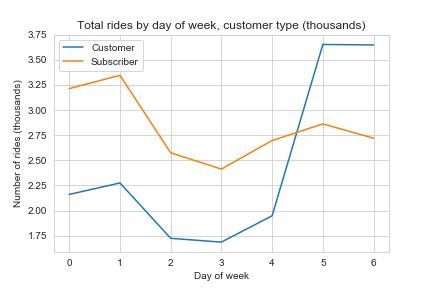 Total rides by day of week, customer type (thousands)
Customer
Subscriber
Number of rides (thousands)
3.75
3.50
3.25
3.00
2.75
2.50
2.25
2.00
1.75
0 1 2 3 4 5 6
Day of week